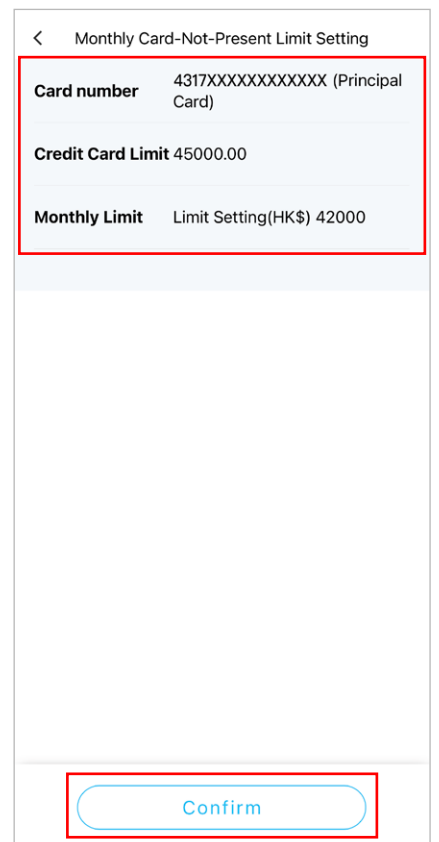 Monthly Card-Not-Present Limit Setting
Card number 4317XXXXXXXXXXXX (Principal
Card)
Credit Card Limit 45000.00
Monthly Limit Limit Setting(HK$) 42000
Confirm